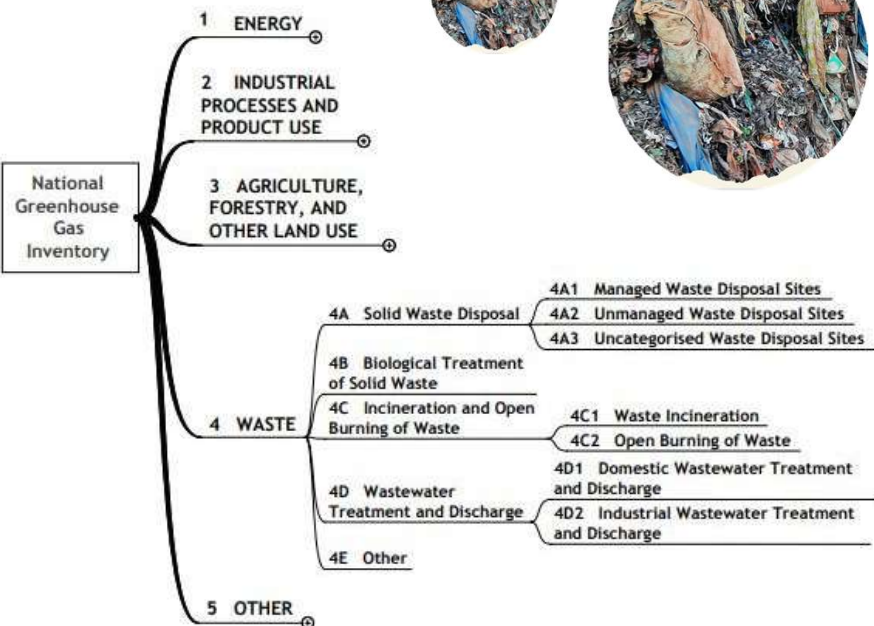 1 ENERGY
2 INDUSTRIAL
PROCESSES AND
PRODUCT USE
National
Greenhouse
Gas
Inventory
3 AGRICULTURE,
FORESTRY, AND
OTHER LAND USE
4 WASTE
4A Solid Waste Disposal
4A1 Managed Waste Disposal Sites
4A2 Unmanaged Waste Disposal Sites
4A3 Uncategorised Waste Disposal Sites
4B Biological Treatment
of Solid Waste
4C Incineration and Open
Burning of Waste
4C1 Waste Incineration
4C2 Open Burning of Waste
4D Wastewater
Treatment and Discharge
4D1 Domestic Wastewater Treatment
and Discharge
4D2 Industrial Wastewater Treatment
and Discharge
4E Other
5 OTHER